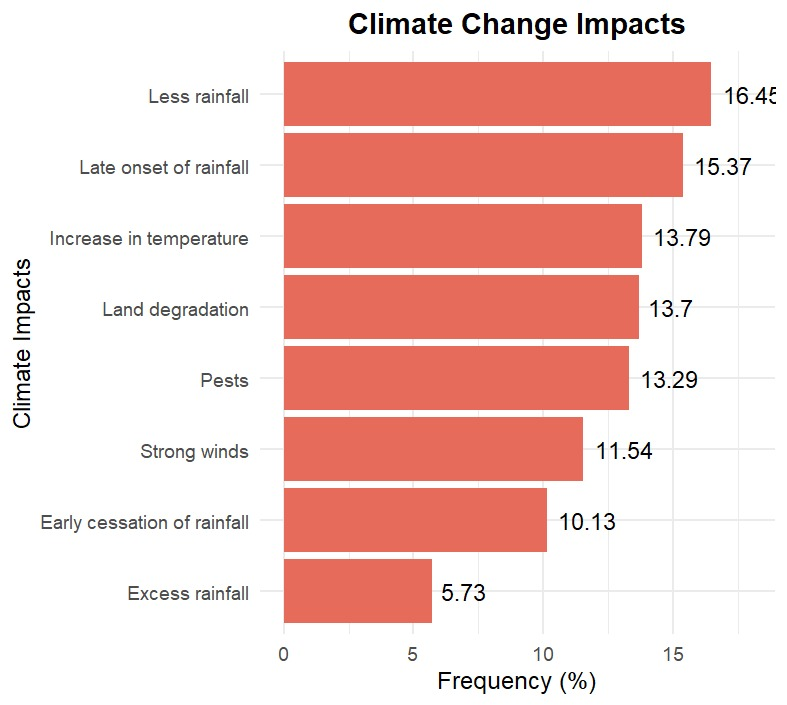 Climate Change Impacts
Less rainfall 16.45
Late onset of rainfall 15.37
Increase in temperature 13.79
Land degradation 13.7
Pests 13.29
Strong winds 11.54
Early cessation of rainfall 10.13
Excess rainfall 5.73
Climate Impacts
0 5 10 15
Frequency (%)